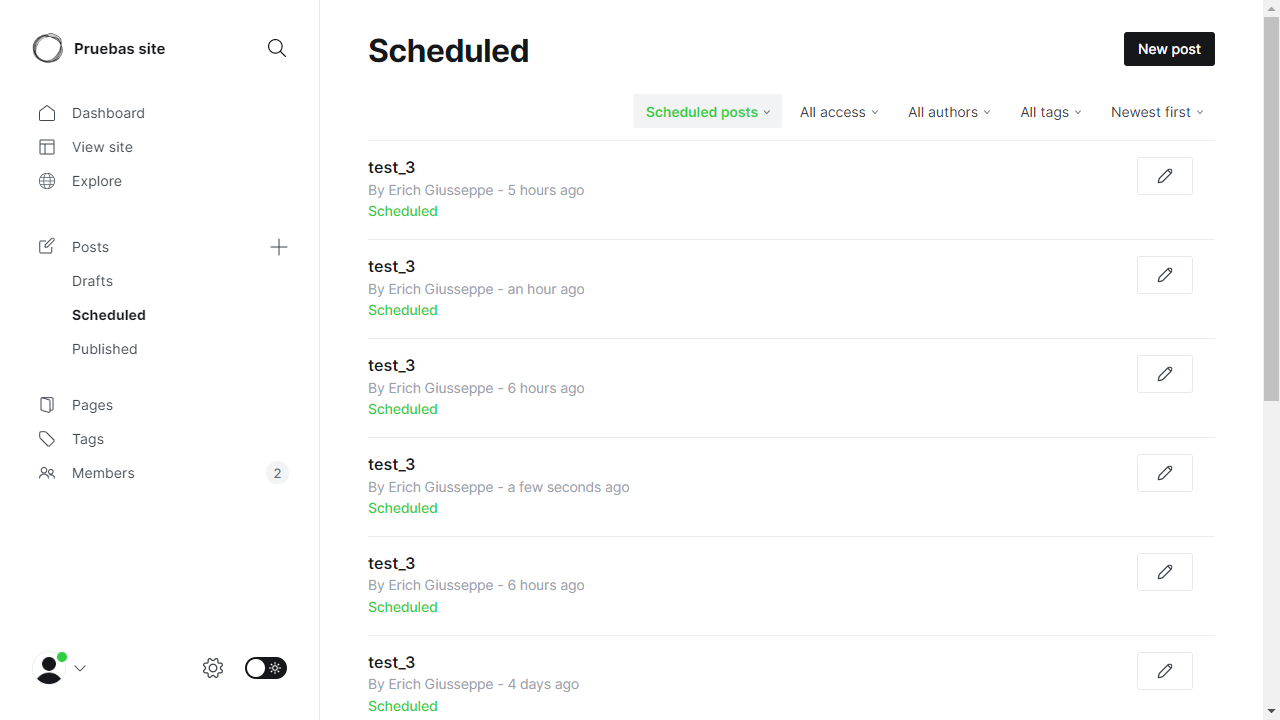 Pruebas site
Dashboard
View site
Explore
Posts
Drafts
Scheduled
Published
Pages
Tags
Members
2
Scheduled
New post
Scheduled posts
All access
All authors
All tags
Newest first
test_3
By Erich Giusseppe - 5 hours ago
Scheduled
test_3
By Erich Giusseppe - an hour ago
Scheduled
test_3
By Erich Giusseppe - 6 hours ago
Scheduled
test_3
By Erich Giusseppe - a few seconds ago
Scheduled
test_3
By Erich Giusseppe - 6 hours ago
Scheduled
test_3
By Erich Giusseppe - 4 days ago
Scheduled